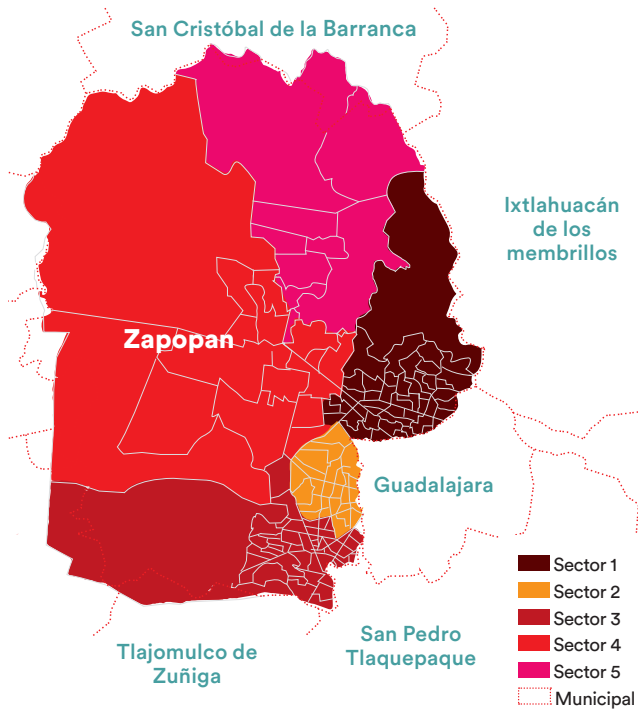 San Cristóbal de la Barranca
Ixtlahuacán
de los
membrillos
Zapopan
Guadalajara
Tlajomulco de
Zuñiga
San Pedro
Tlaquepaque
Sector 1
Sector 2
Sector 3
Sector 4
Sector 5
Municipal